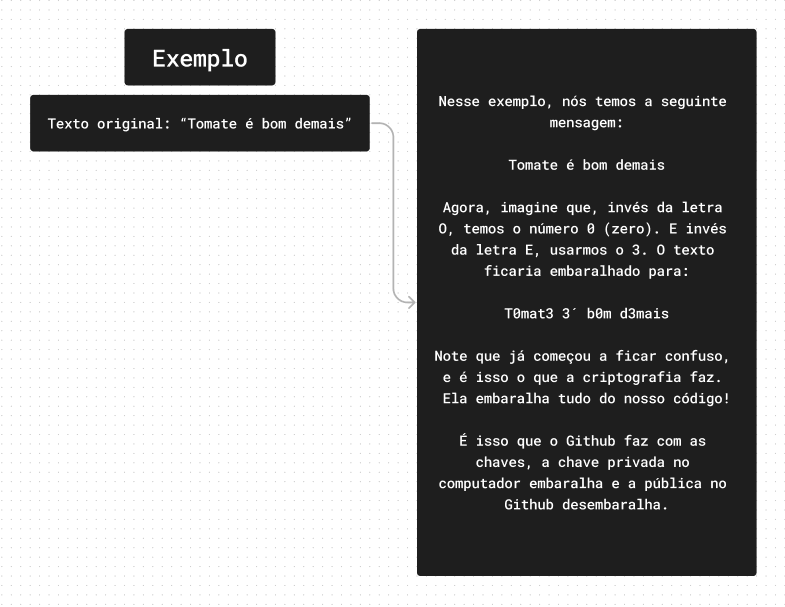 Exemplo
Texto original: “Tomate é bom demais”
Nesse exemplo, nós temos a seguinte
mensagem:
Tomate é bom demais
Agora, imagine que, invés da letra
O, temos o número 0 (zero). E invés
da letra E, usarmos o 3. O texto
ficaria embaralhado para:
T0mat3 3´ b0m d3mais
Note que já começou a ficar confuso,
e é isso o que a criptografia faz.
Ela embaralha tudo do nosso código!
É isso que o Github faz com as
chaves, a chave privada no
computador embaralha e a pública no
Github desembaralha.